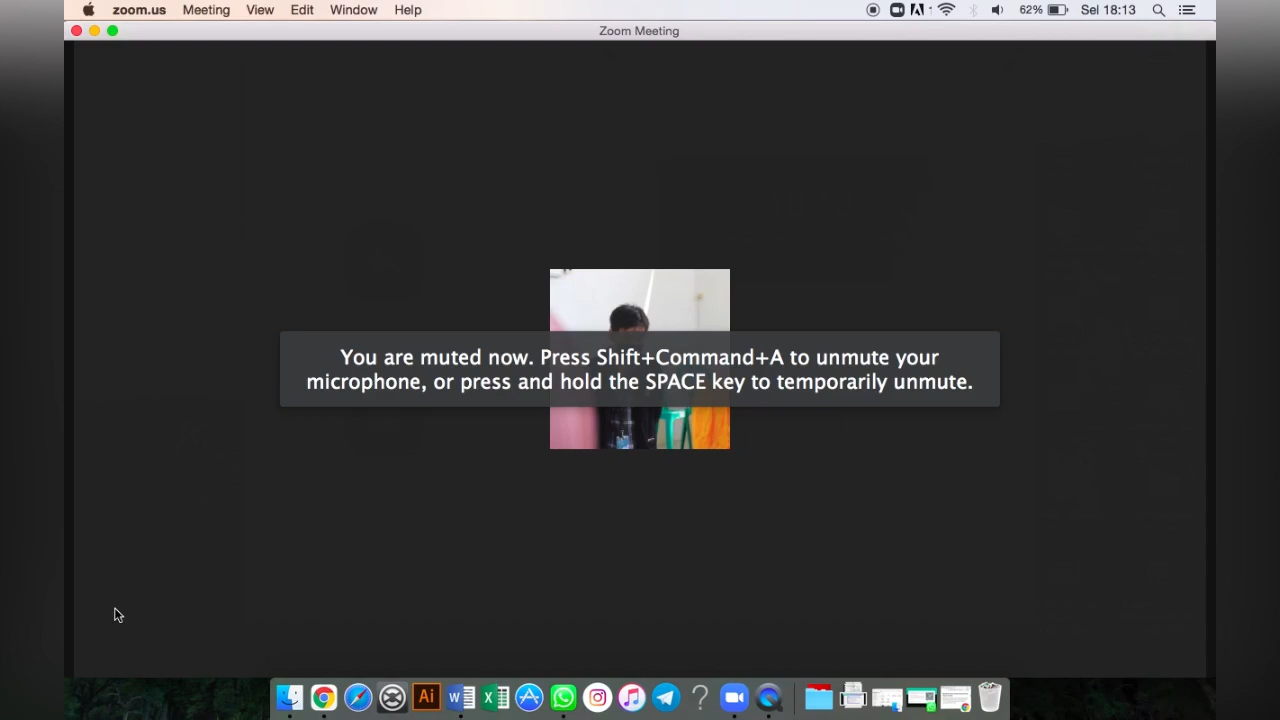 zoom.us Meeting View Edit Window Help 62% Sel 18:13
Zoom Meeting
You are muted now. Press Shift+Command+A to unmute your
microphone, or press and hold the SPACE key to temporarily unmute.
Ai W X ?